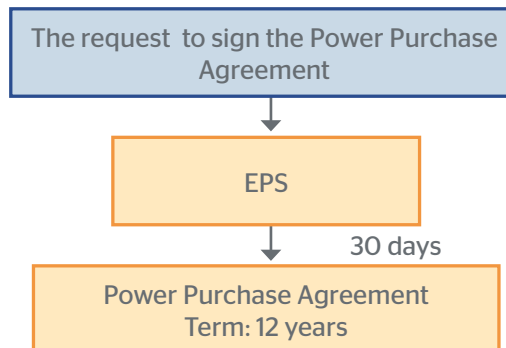 The request to sign the Power Purchase
Agreement
EPS
30 days
Power Purchase Agreement
Term: 12 years